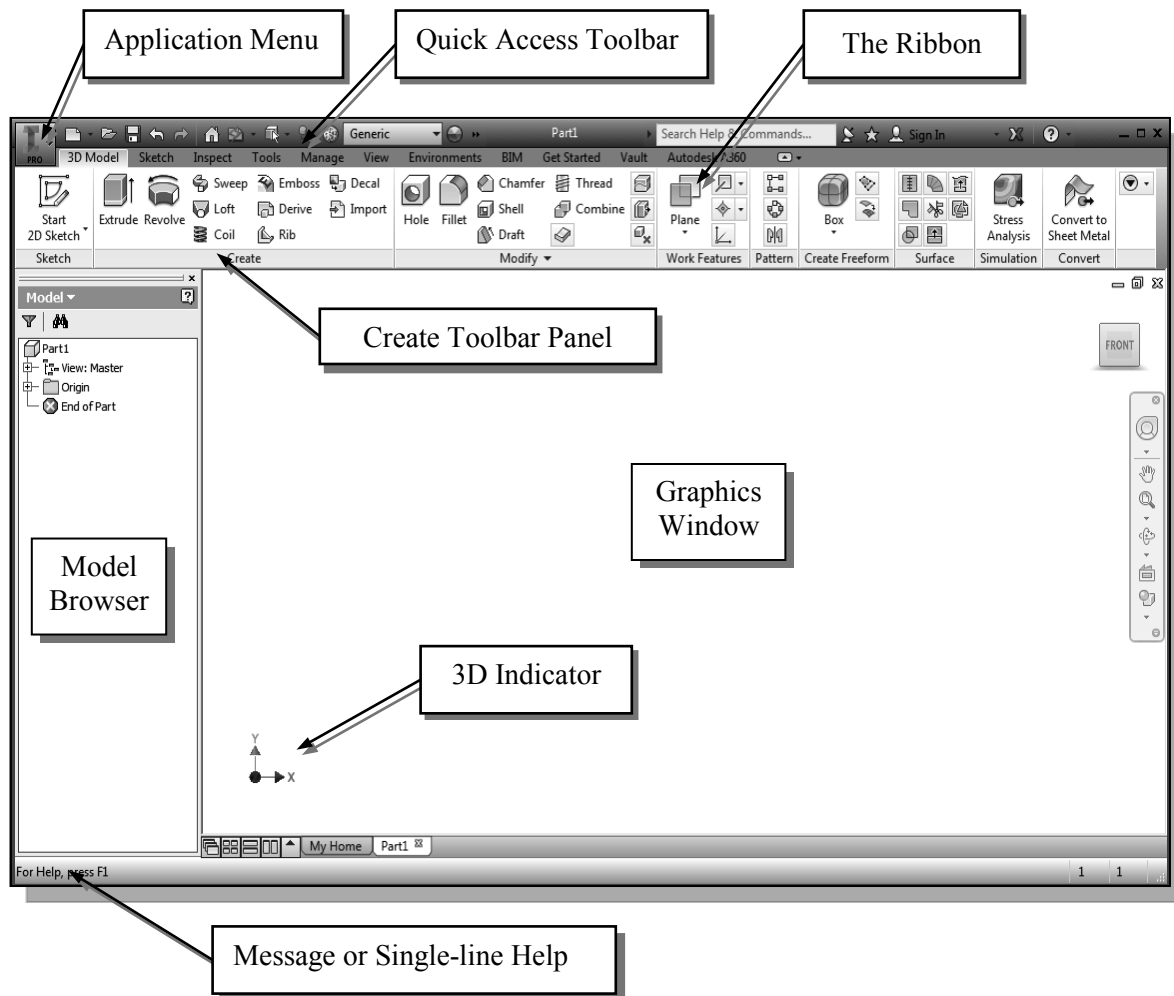 Application Menu
Quick Access Toolbar
The Ribbon
PRO
Generic
Part1
Search Help & Commands...
Sign In
3D Model Sketch Inspect Tools Manage View Environments BIM Get Started Vault Autodesk A360
Start
2D Sketch
Extrude Revolve
Sweep Emboss Decal
Loft Derive Import
Coil Rib
Hole Fillet
Chamfer Thread
Shell Combine
Draft
Plane
Box
Stress
Analysis
Convert to
Sheet Metal
Sketch Create Modify Work Features Pattern Create Freeform Surface Simulation Convert
Model
Part1
View: Master
Origin
End of Part
Create Toolbar Panel
FRONT
Graphics
Window
Model
Browser
3D Indicator
Y
X
My Home Part1
For Help, press F1
1 1
Message or Single-line Help